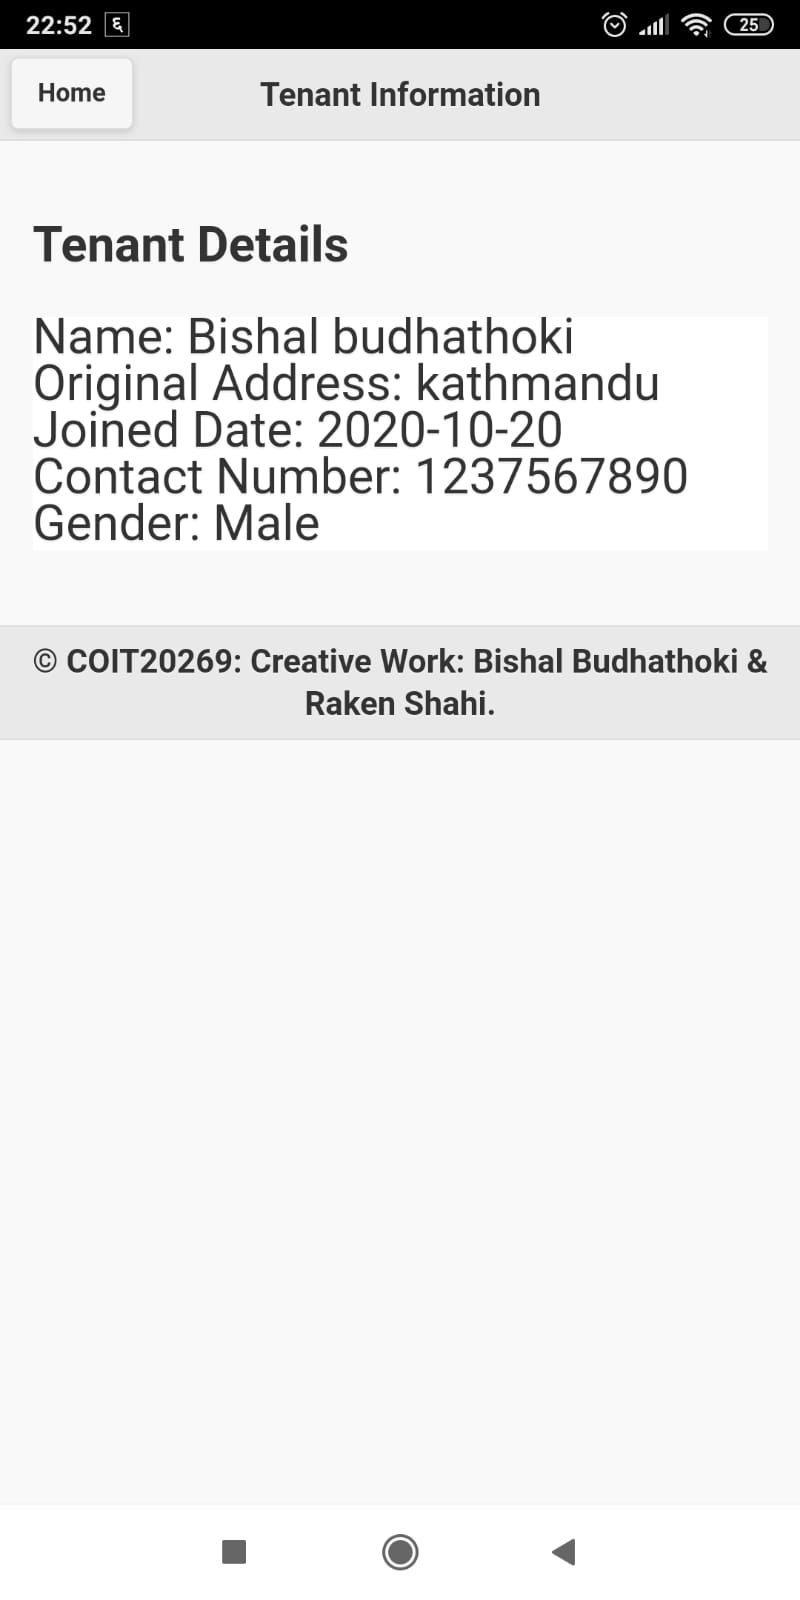 22:52 ६ 25
Home
Tenant Information
Tenant Details
Name: Bishal budhathoki
Original Address: kathmandu
Joined Date: 2020-10-20
Contact Number: 1237567890
Gender: Male
© COIT20269: Creative Work: Bishal Budhathoki &
Raken Shahi.